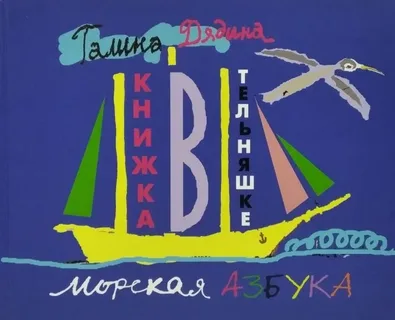 Галина Дядина
КНИЖКА
В
ТЕЛЬНЯШКЕ
МОРСКАЯ АЗБУКА